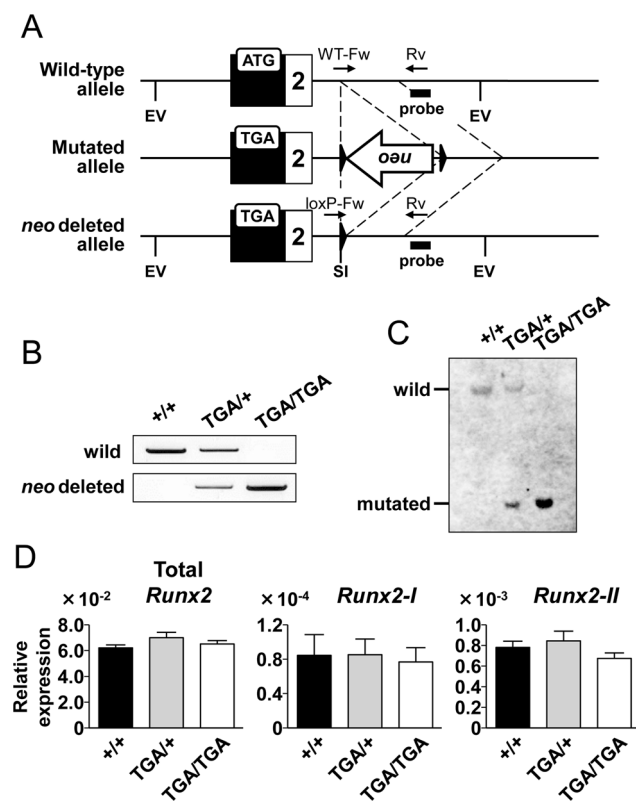 A
Wild-type allele
ATG
2
WT-Fw
Rv
probe
EV
EV
Mutated allele
TGA
2
neo
neo deleted allele
TGA
2
loxP-Fw
Rv
probe
EV
SI
EV
B
+/+
TGA/+
TGA/TGA
wild
neo deleted
C
+/+
TGA/+
TGA/TGA
wild
mutated
D
Relative expression
× 10-2
Total Runx2
8.0
6.0
4.0
2.0
0
+/+
TGA/+
TGA/TGA
× 10-4
Runx2-I
1.2
0.8
0.4
0
+/+
TGA/+
TGA/TGA
× 10-3
Runx2-II
1.0
0.8
0.6
0.4
0.2
0
+/+
TGA/+
TGA/TGA